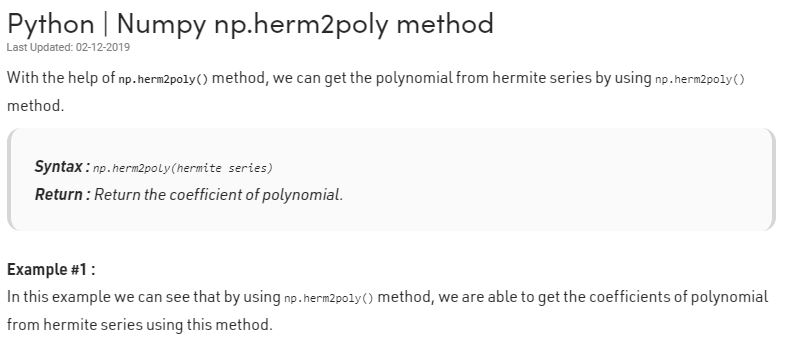 Python | Numpy np.herm2poly method
Last Updated: 02-12-2019
With the help of np.herm2poly() method, we can get the polynomial from hermite series by using np.herm2poly()
method.
Syntax : np.herm2poly(hermite series)
Return : Return the coefficient of polynomial.
Example #1 :
In this example we can see that by using np.herm2poly() method, we are able to get the coefficients of polynomial
from hermite series using this method.